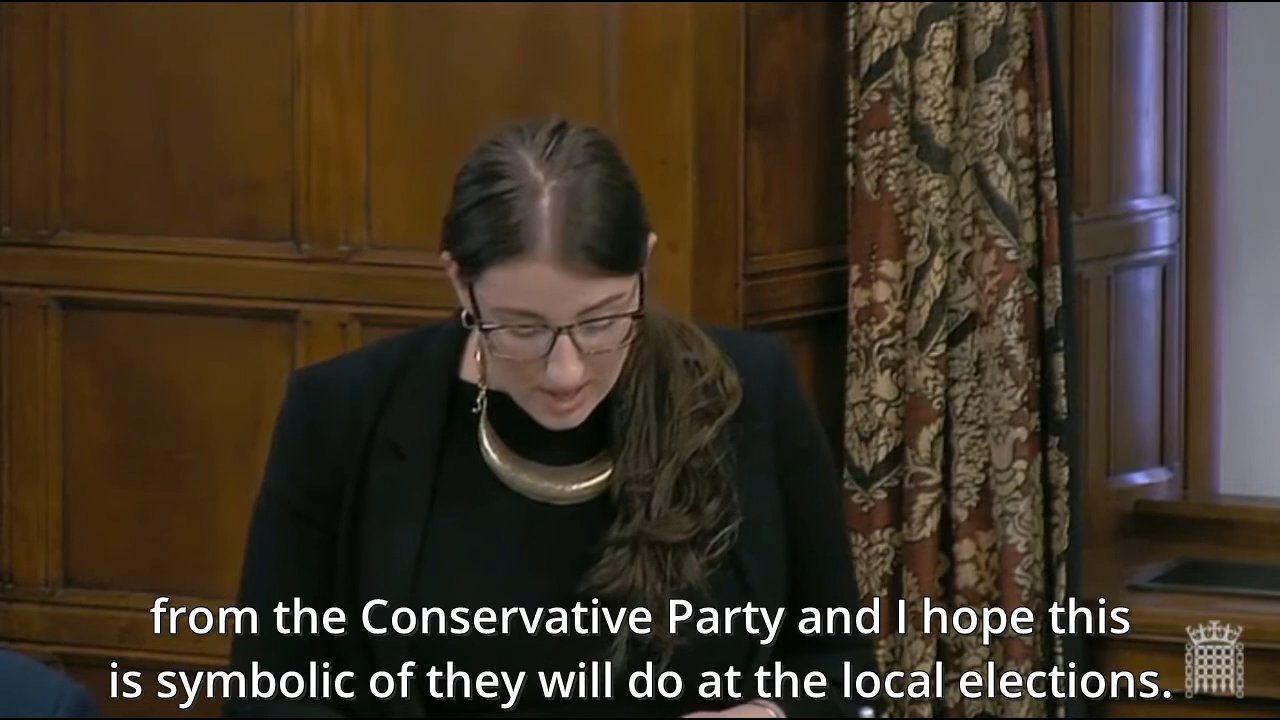 from the Conservative Party and I hope this
is symbolic of they will do at the local elections.